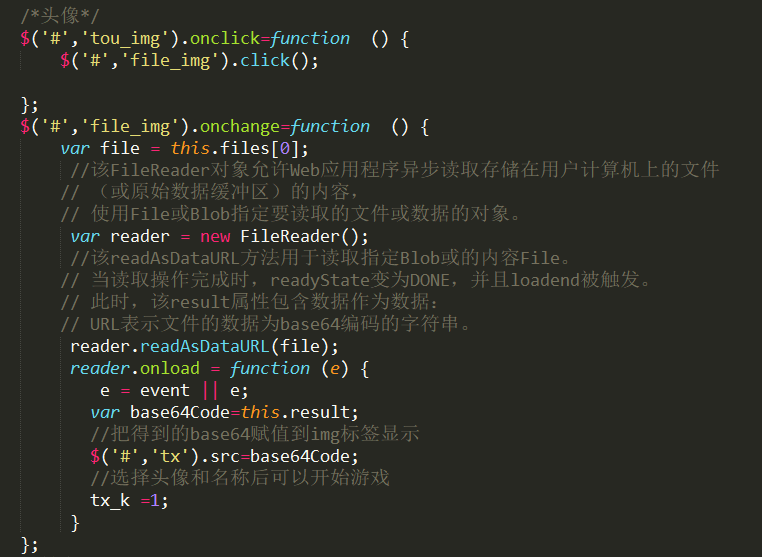 /*头像*/
$('#','tou_img').onclick=function  () {
    $('#','file_img').click();

};
$('#','file_img').onchange=function  () {
    var file = this.files[0];
     //该FileReader对象允许Web应用程序异步读取存储在用户计算机上的文件
    // （或原始数据缓冲区）的内容，
    // 使用File或Blob指定要读取的文件或数据的对象。
     var reader = new FileReader();
     //该readAsDataURL方法用于读取指定Blob或的内容File。
    // 当读取操作完成时，readyState变为DONE，并且loadend被触发。
    // 此时，该result属性包含数据作为数据：
    // URL表示文件的数据为base64编码的字符串。
     reader.readAsDataURL(file);
     reader.onload = function (e) {
        e = event || e;
       var base64Code=this.result;
       //把得到的base64赋值到img标签显示
       $('#','tx').src=base64Code;
       //选择头像和名称后可以开始游戏
       tx_k =1;
     }
};